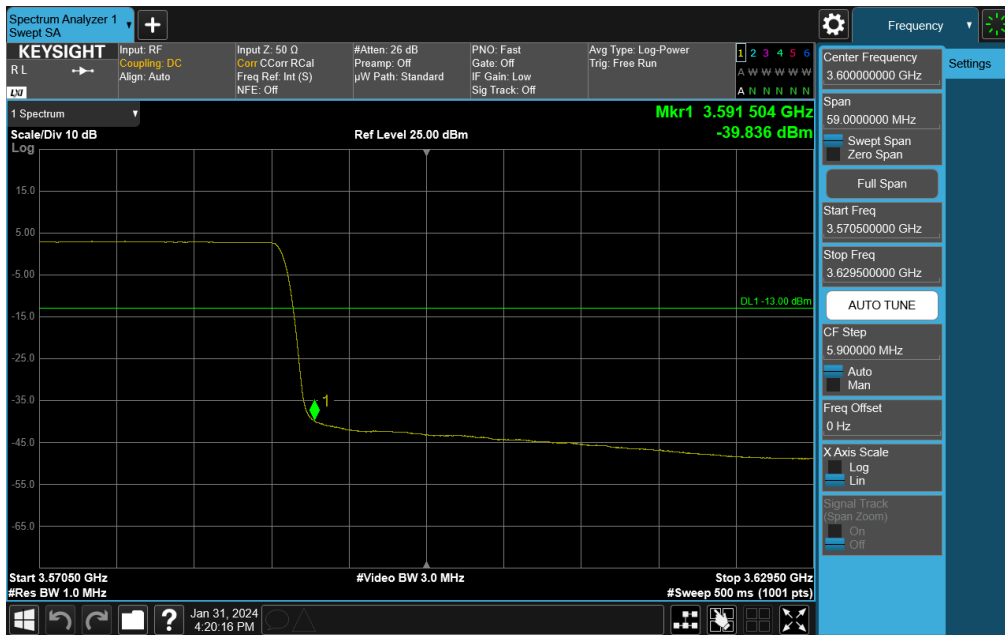 Spectrum Analyzer 1
Swept SA
Frequency
KEYSIGHT
R L
LXI
Input: RF
Coupling: DC
Align: Auto
Input Z: 50 Ω
Corr CCorr RCal
Freq Ref: Int (S)
NFE: Off
#Atten: 26 dB
Preamp: Off
µW Path: Standard
PNO: Fast
Gate: Off
IF Gain: Low
Sig Track: Off
Avg Type: Log-Power
Trig: Free Run
1 2 3 4 5 6
A W W W W W
A N N N N N
1 Spectrum
Scale/Div 10 dB
Log
Ref Level 25.00 dBm
Mkr1 3.591 504 GHz
-39.836 dBm
15.0
5.00
-5.00
-15.0
-25.0
-35.0
-45.0
-55.0
-65.0
DL1 -13.00 dBm
1
Start 3.57050 GHz
#Res BW 1.0 MHz
#Video BW 3.0 MHz
Stop 3.62950 GHz
#Sweep 500 ms (1001 pts)
Center Frequency
3.600000000 GHz
Settings
Span
59.0000000 MHz
Swept Span
Zero Span
Full Span
Start Freq
3.570500000 GHz
Stop Freq
3.629500000 GHz
AUTO TUNE
CF Step
5.900000 MHz
Auto
Man
Freq Offset
0 Hz
X Axis Scale
Log
Lin
Signal Track
(Span Zoom)
On
Off
?
Jan 31, 2024
4:20:16 PM